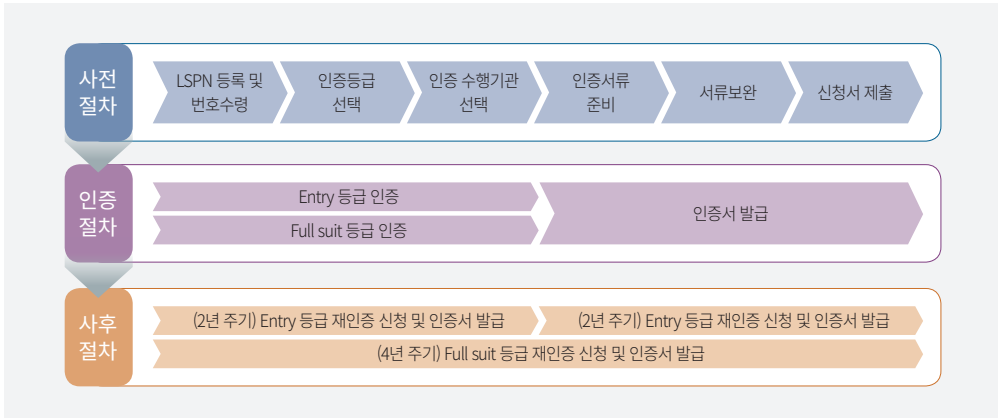 사전
절차
LSPN 등록 및
번호수령
인증등급
선택
인증 수행기관
선택
인증서류
준비
서류보완
신청서 제출
인증
절차
Entry 등급 인증
Full suit 등급 인증
인증서 발급
사후
절차
(2년 주기) Entry 등급 재인증 신청 및 인증서 발급
(2년 주기) Entry 등급 재인증 신청 및 인증서 발급
(4년 주기) Full suit 등급 재인증 신청 및 인증서 발급